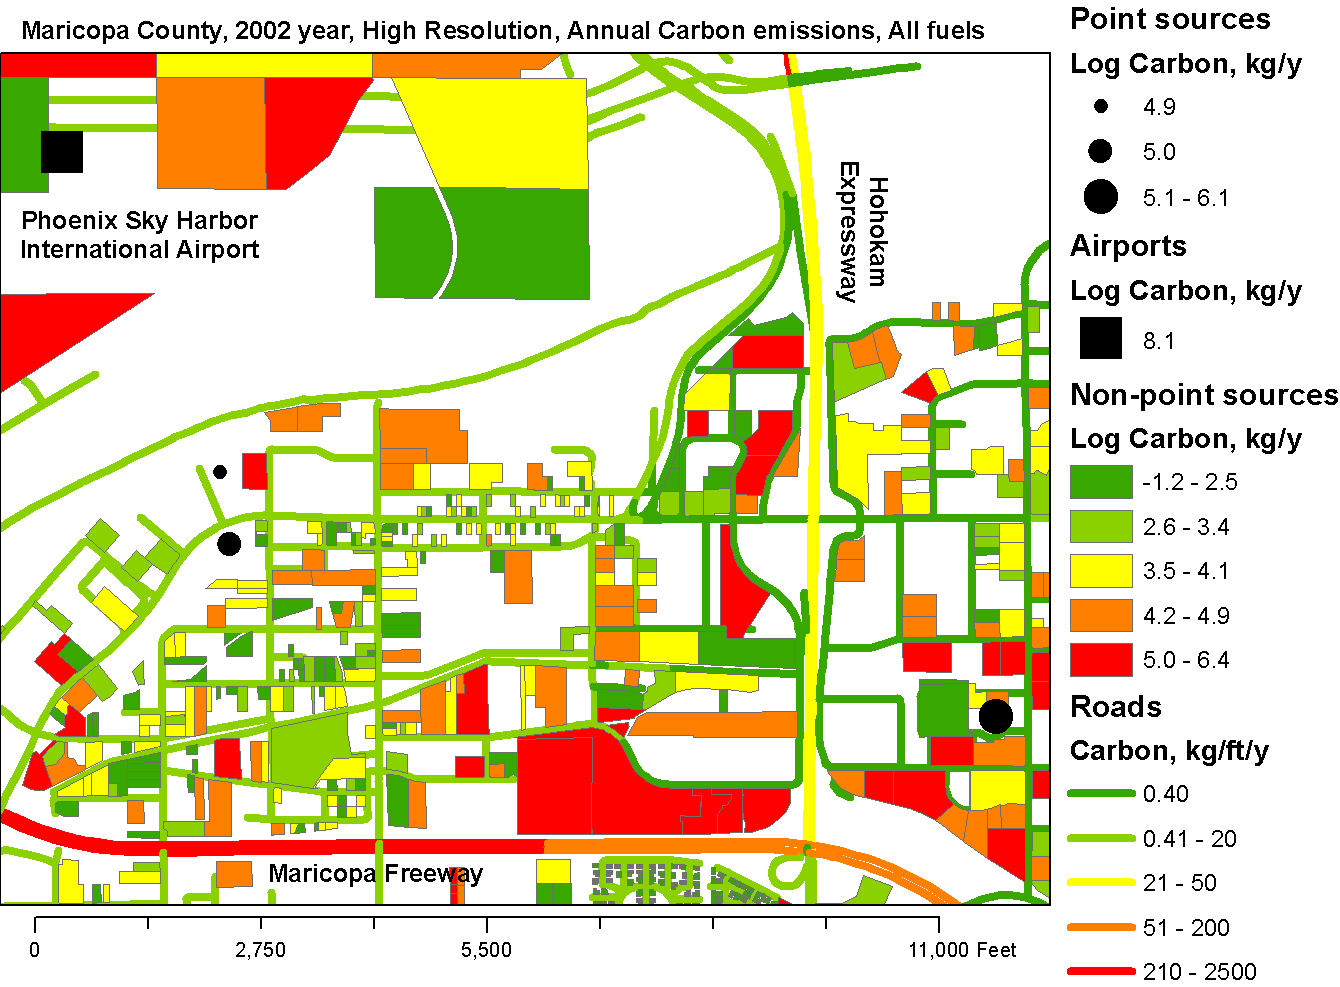 Maricopa County, 2002 year, High Resolution, Annual Carbon emissions, All fuels
Phoenix Sky Harbor
International Airport
Hohokam
Expressway
Maricopa Freeway
0
2,750
5,500
11,000 Feet
Point sources
Log Carbon, kg/y
4.9
5.0
5.1 - 6.1
Airports
Log Carbon, kg/y
8.1
Non-point sources
Log Carbon, kg/y
-1.2 - 2.5
2.6 - 3.4
3.5 - 4.1
4.2 - 4.9
5.0 - 6.4
Roads
Carbon, kg/ft/y
0.40
0.41 - 20
21 - 50
51 - 200
210 - 2500